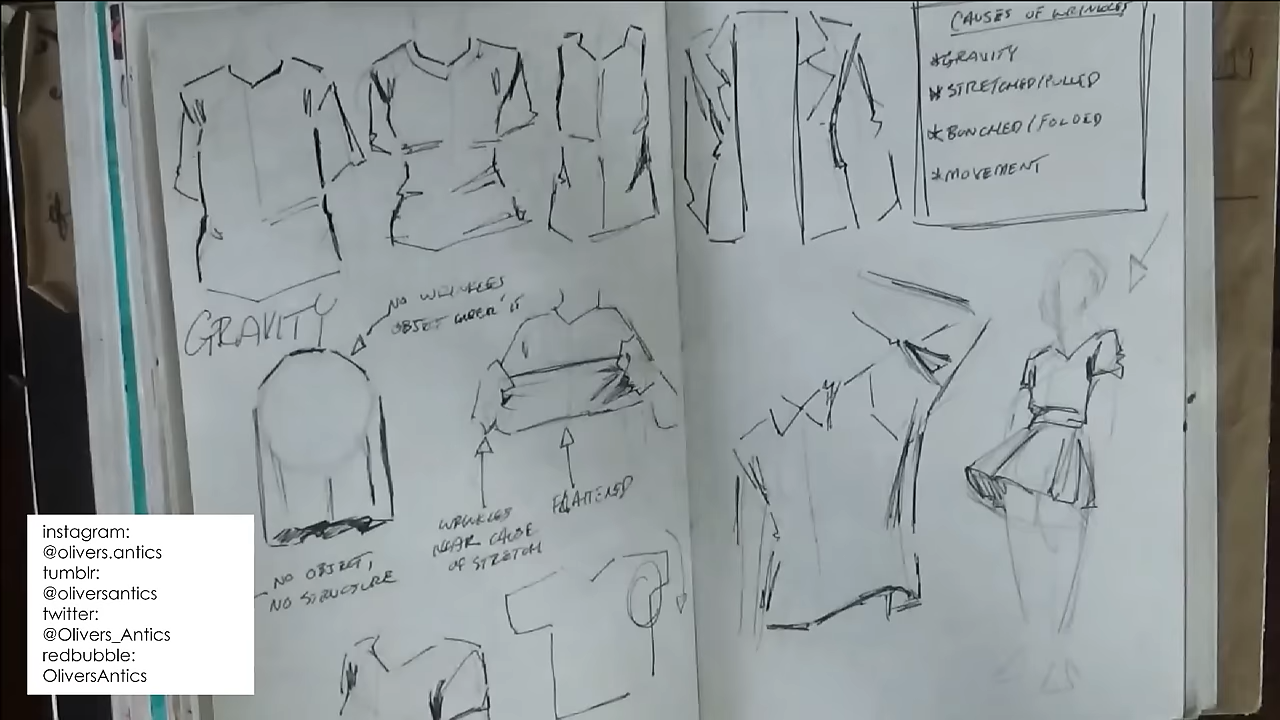 CAUSES OF WRINKLES
*GRAVITY
*STRETCHED/PULLED
*BUNCHED/FOLDED
*MOVEMENT
GRAVITY
NO WRINKLES
OBJECT UNDER IT
FLATTENED
WRINKLES
NEAR CAUSE
OF STRETCH
NO OBJECT,
NO STRUCTURE
instagram:
@olivers.antics
tumblr:
@oliversantics
twitter:
@Olivers_Antics
redbubble:
OliversAntics